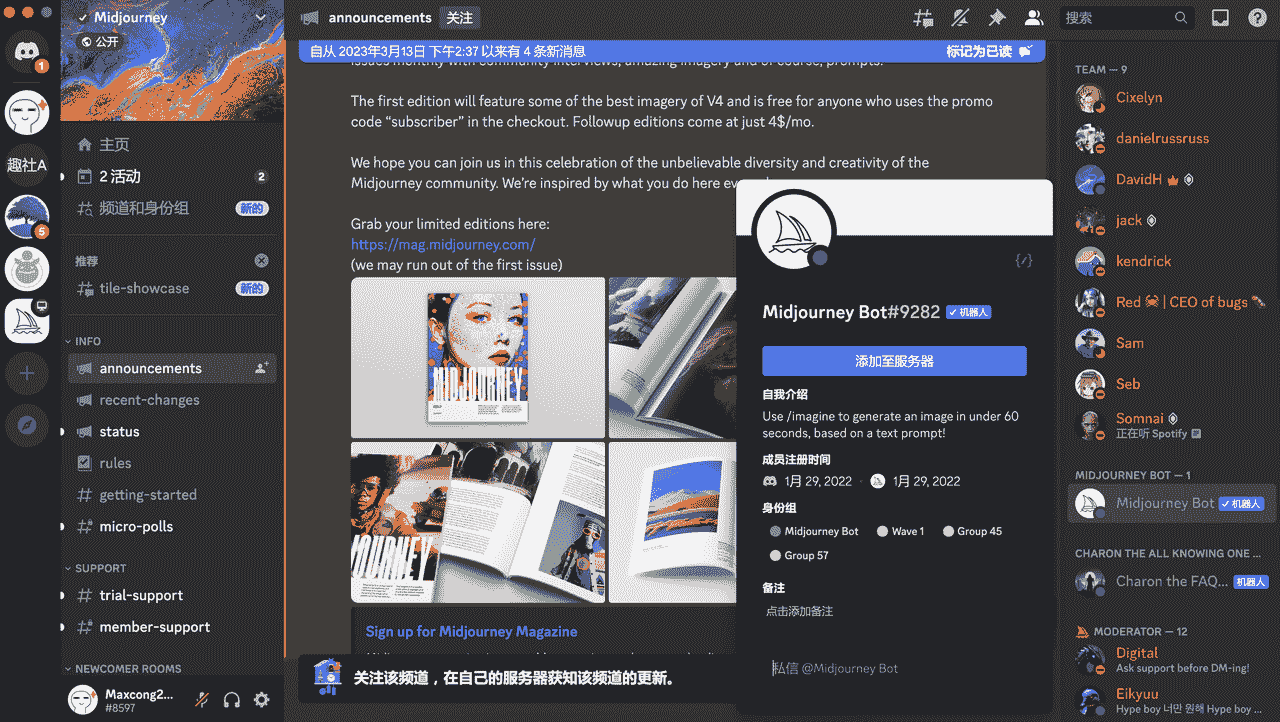 Midjourney
公开
1
趣社A
5
主页
2 活动
2
频道和身份组
新的
推荐
tile-showcase
新的
INFO
announcements
recent-changes
status
rules
getting-started
micro-polls
SUPPORT
trial-support
member-support
NEWCOMER ROOMS
Maxcong2...
#8597
announcements
关注
搜索
自从 2023年3月13日 下午2:37 以来有 4 条新消息
标记为已读
issues monthly with community interviews, amazing imagery and of course, prompts.
The first edition will feature some of the best imagery of V4 and is free for anyone who uses the promo
code “subscriber” in the checkout. Followup editions come at just 4$/mo.
We hope you can join us in this celebration of the unbelievable diversity and creativity of the
Midjourney community. We’re inspired by what you do here
Grab your limited editions here:
https://mag.midjourney.com/
(we may run out of the first issue)
MIDJOURNEY
JOURNEY
Sign up for Midjourney Magazine
关注该频道，在自己的服务器获知该频道的更新。
Midjourney Bot#9282
机器人
添加至服务器
自我介绍
Use /imagine to generate an image in under 60
seconds, based on a text prompt!
成员注册时间
1月 29, 2022
1月 29, 2022
身份组
Midjourney Bot
Wave 1
Group 45
Group 57
备注
点击添加备注
私信 @Midjourney Bot
TEAM — 9
Cixelyn
danielrussruss
DavidH
jack
kendrick
Red 🦀 | CEO of bugs
Sam
Seb
Somnai
正在听 Spotify
MIDJOURNEY BOT — 1
Midjourney Bot
机器人
CHARON THE ALL KNOWING ONE ...
Charon the FAQ...
机器人
MODERATOR — 12
Digital
Ask support before DM-ing!
Eikyuu
Hype boy 너만 원해 Hype boy ...